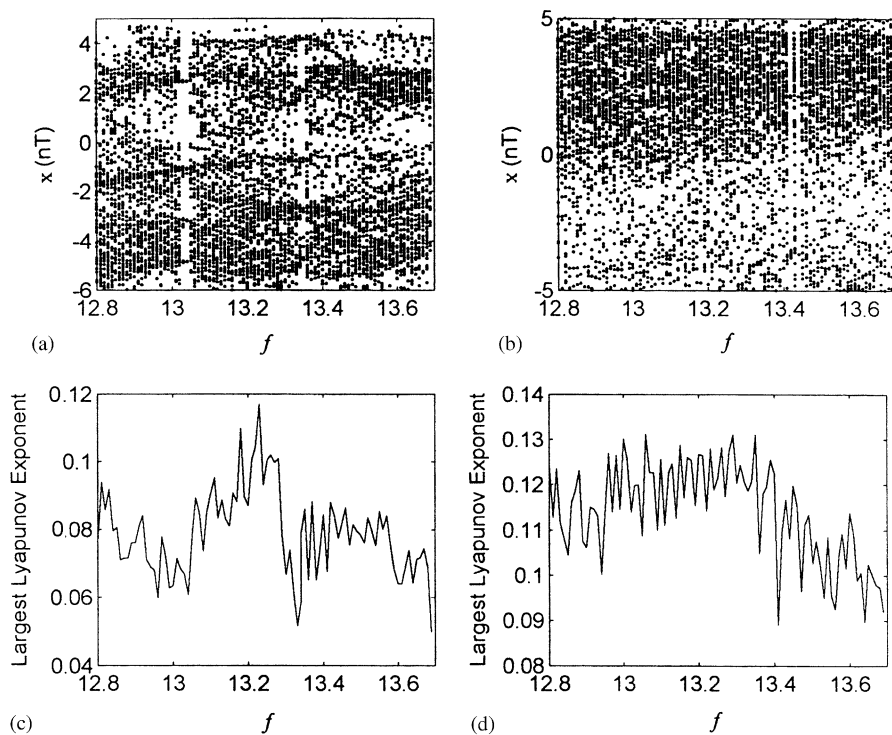 4
2
0
-2
-4
-6
x (nT)
12.8 13 13.2 13.4 13.6
(a)
f
5
0
-5
x (nT)
12.8 13 13.2 13.4 13.6
(b)
f
0.12
0.1
0.08
0.06
0.04
Largest Lyapunov Exponent
12.8 13 13.2 13.4 13.6
(c)
f
0.14
0.13
0.12
0.11
0.1
0.09
0.08
Largest Lyapunov Exponent
12.8 13 13.2 13.4 13.6
(d)
f